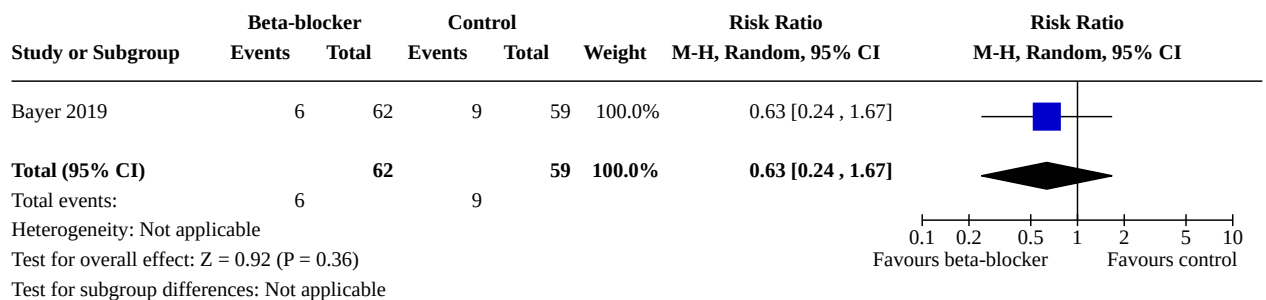 Beta-blocker Control Risk Ratio Risk Ratio
Study or Subgroup Events Total Events Total Weight M-H, Random, 95% CI M-H, Random, 95% CI
Bayer 2019 6 62 9 59 100.0% 0.63 [0.24 , 1.67]
Total (95% CI) 62 59 100.0% 0.63 [0.24 , 1.67]
Total events: 6 9
Heterogeneity: Not applicable
0.1 0.2 0.5 1 2 5 10
Test for overall effect: Z = 0.92 (P = 0.36) Favours beta-blocker Favours control
Test for subgroup differences: Not applicable